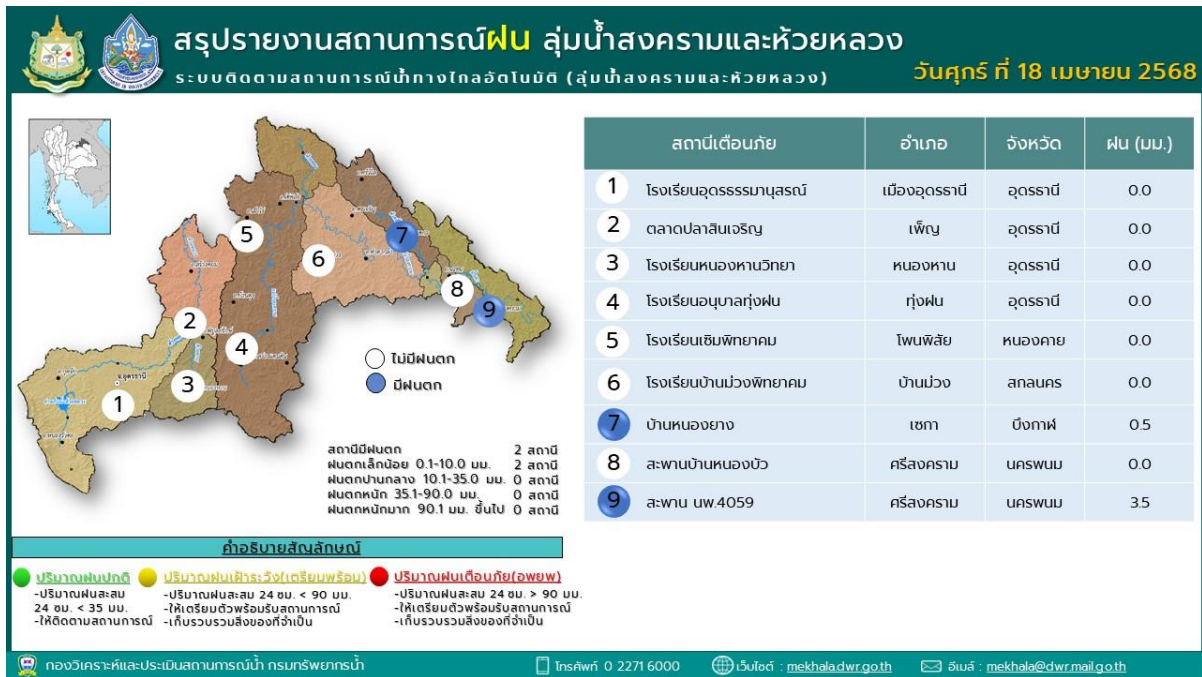 สรุปรายงานสถานการณ์ฝน ลุ่มน้ำสงครามและห้วยหลวง
ระบบติดตามสถานการณ์น้ำทางไกลอัตโนมัติ (ลุ่มน้ำสงครามและห้วยหลวง)
วันศุกร์ ที่ 18 เมษายน 2568
สถานีเตือนภัย อำเภอ จังหวัด ฝน (มม.)
1 โรงเรียนอุดรธรรมานุสรณ์ เมืองอุดรธานี อุดรธานี 0.0
2 ตลาดปลาสินเจริญ เพ็ญ อุดรธานี 0.0
3 โรงเรียนหนองหานวิทยา หนองหาน อุดรธานี 0.0
4 โรงเรียนอนุบาลทุ่งฝน ทุ่งฝน อุดรธานี 0.0
5 โรงเรียนเซิมพิทยาคม โพนพิสัย หนองคาย 0.0
6 โรงเรียนบ้านม่วงพิทยาคม บ้านม่วง สกลนคร 0.0
7 บ้านหนองยาง เซกา บึงกาฬ 0.5
8 สะพานบ้านหนองบัว ศรีสงคราม นครพนม 0.0
9 สะพาน นพ.4059 ศรีสงคราม นครพนม 3.5
5
7
6
8
9
2
4
3
1
ไม่มีฝนตก
มีฝนตก
สถานีมีฝนตก 2 สถานี
ฝนตกเล็กน้อย 0.1-10.0 มม. 2 สถานี
ฝนตกปานกลาง 10.1-35.0 มม. 0 สถานี
ฝนตกหนัก 35.1-90.0 มม. 0 สถานี
ฝนตกหนักมาก 90.1 มม. ขึ้นไป 0 สถานี
คำอธิบายสัญลักษณ์
ปริมาณฝนปกติ
-ปริมาณฝนสะสม
24 ชม. < 35 มม.
-ให้ติดตามสถานการณ์
ปริมาณฝนเฝ้าระวัง(เตรียมพร้อม)
-ปริมาณฝนสะสม 24 ชม. < 90 มม.
-ให้เตรียมตัวพร้อมรับสถานการณ์
-เก็บรวบรวมสิ่งของที่จำเป็น
ปริมาณฝนเตือนภัย(อพยพ)
-ปริมาณฝนสะสม 24 ชม. > 90 มม.
-ให้เตรียมตัวพร้อมรับสถานการณ์
-เก็บรวบรวมสิ่งของที่จำเป็น
กองวิเคราะห์และประเมินสถานการณ์น้ำ กรมทรัพยากรน้ำ
โทรศัพท์ 0 2271 6000
เว็บไซต์ : mekhala.dwr.go.th
อีเมล์ : mekhala@dwr.mail.go.th